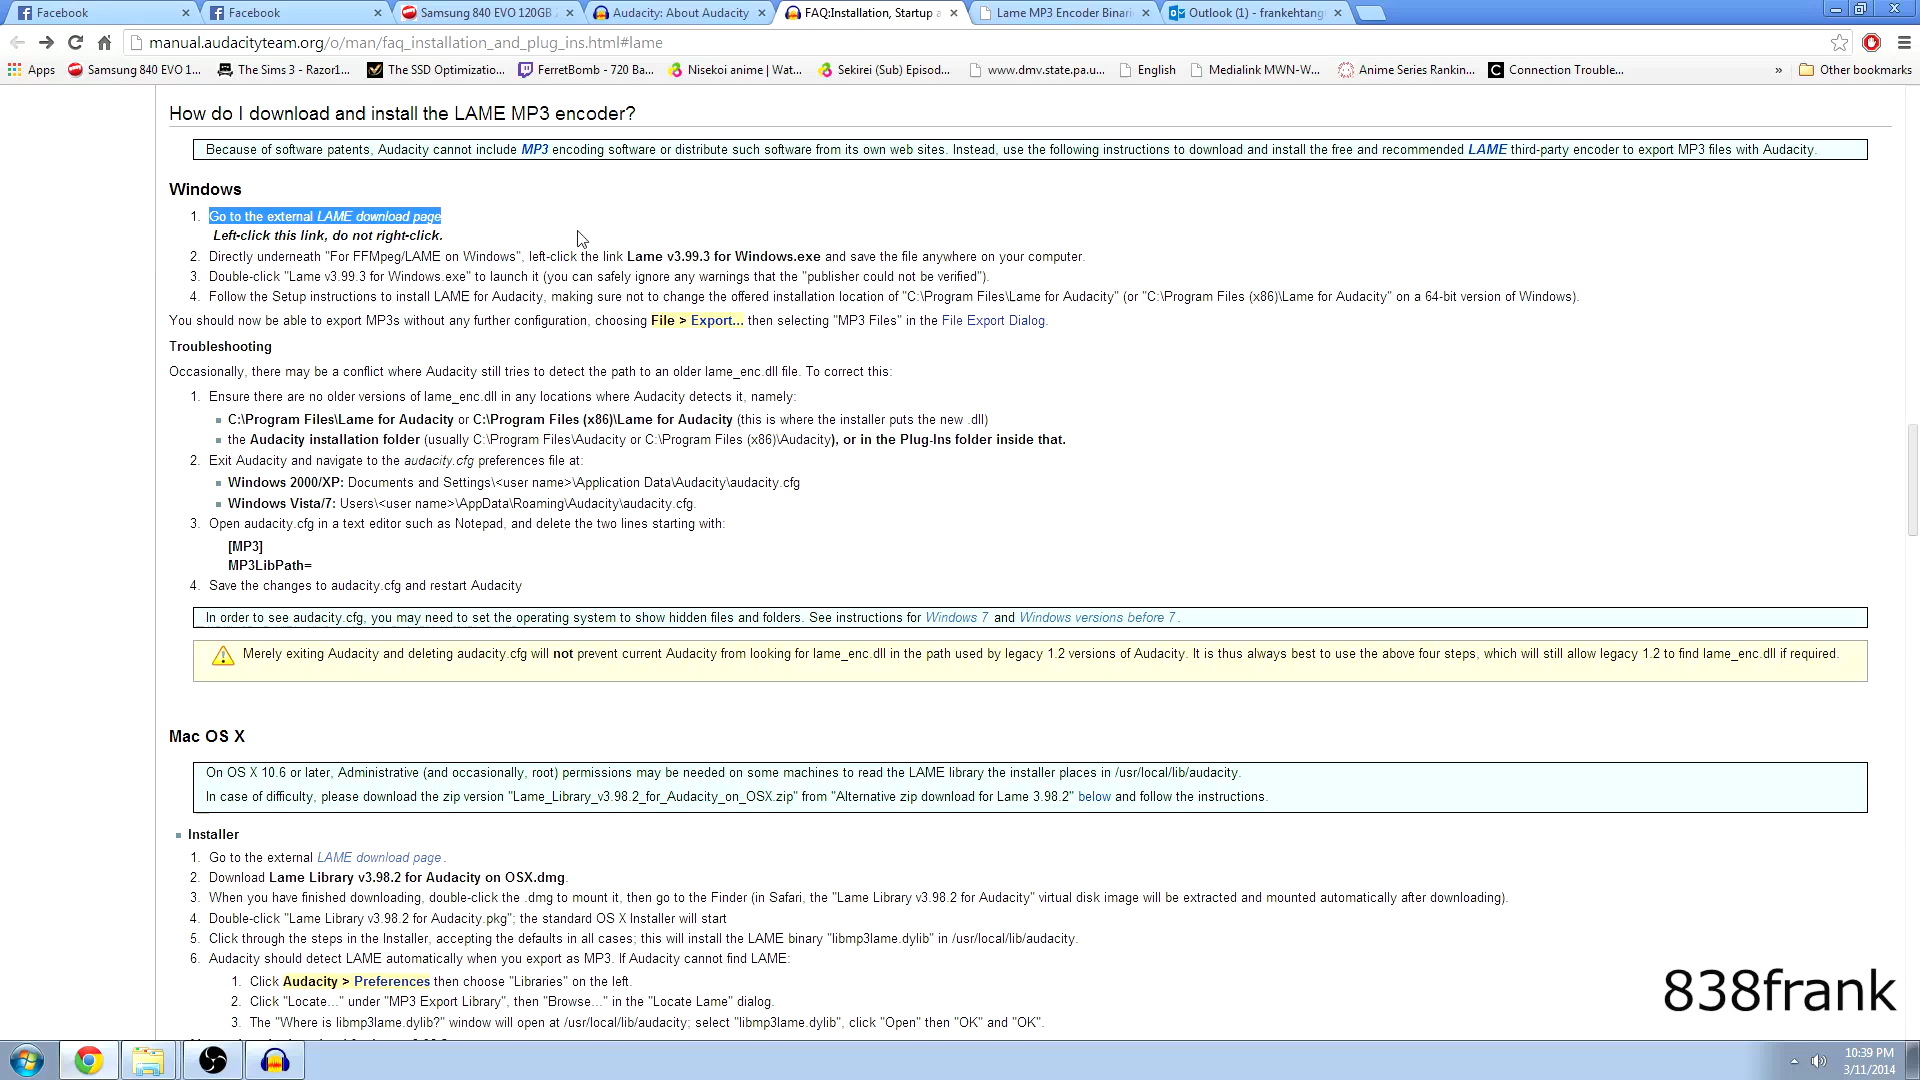 Facebook
Facebook
Samsung 840 EVO 120GB
Audacity: About Audacity
FAQ:Installation, Startup a
Lame MP3 Encoder Binari
Outlook (1) - frankehtang
manual.audacityteam.org/o/man/faq_installation_and_plug_ins.html#lame
Apps
Samsung 840 EVO 1...
The Sims 3 - Razor1...
The SSD Optimizatio...
FerretBomb - 720 Ba...
Nisekoi anime | Wat...
Sekirei (Sub) Episod...
www.dmv.state.pa.u...
English
Medialink MWN-W...
Anime Series Rankin...
Connection Trouble...
»
Other bookmarks
How do I download and install the LAME MP3 encoder?
Because of software patents, Audacity cannot include MP3 encoding software or distribute such software from its own web sites. Instead, use the following instructions to download and install the free and recommended LAME third-party encoder to export MP3 files with Audacity.
Windows
1. Go to the external LAME download page
Left-click this link, do not right-click.
2. Directly underneath "For FFMpeg/LAME on Windows", left-click the link Lame v3.99.3 for Windows.exe and save the file anywhere on your computer.
3. Double-click "Lame v3.99.3 for Windows.exe" to launch it (you can safely ignore any warnings that the "publisher could not be verified").
4. Follow the Setup instructions to install LAME for Audacity, making sure not to change the offered installation location of "C:\Program Files\Lame for Audacity" (or "C:\Program Files (x86)\Lame for Audacity" on a 64-bit version of Windows).
You should now be able to export MP3s without any further configuration, choosing File > Export... then selecting "MP3 Files" in the File Export Dialog.
Troubleshooting
Occasionally, there may be a conflict where Audacity still tries to detect the path to an older lame_enc.dll file. To correct this:
1. Ensure there are no older versions of lame_enc.dll in any locations where Audacity detects it, namely:
C:\Program Files\Lame for Audacity or C:\Program Files (x86)\Lame for Audacity (this is where the installer puts the new .dll)
the Audacity installation folder (usually C:\Program Files\Audacity or C:\Program Files (x86)\Audacity), or in the Plug-Ins folder inside that.
2. Exit Audacity and navigate to the audacity.cfg preferences file at:
Windows 2000/XP: Documents and Settings\<user name>\Application Data\Audacity\audacity.cfg
Windows Vista/7: Users\<user name>\AppData\Roaming\Audacity\audacity.cfg.
3. Open audacity.cfg in a text editor such as Notepad, and delete the two lines starting with:
[MP3]
MP3LibPath=
4. Save the changes to audacity.cfg and restart Audacity
In order to see audacity.cfg, you may need to set the operating system to show hidden files and folders. See instructions for Windows 7 and Windows versions before 7.
Merely exiting Audacity and deleting audacity.cfg will not prevent current Audacity from looking for lame_enc.dll in the path used by legacy 1.2 versions of Audacity. It is thus always best to use the above four steps, which will still allow legacy 1.2 to find lame_enc.dll if required.
Mac OS X
On OS X 10.6 or later, Administrative (and occasionally, root) permissions may be needed on some machines to read the LAME library the installer places in /usr/local/lib/audacity.
In case of difficulty, please download the zip version "Lame_Library_v3.98.2_for_Audacity_on_OSX.zip" from "Alternative zip download for Lame 3.98.2" below and follow the instructions.
Installer
1. Go to the external LAME download page.
2. Download Lame Library v3.98.2 for Audacity on OSX.dmg.
3. When you have finished downloading, double-click the .dmg to mount it, then go to the Finder (in Safari, the "Lame Library v3.98.2 for Audacity" virtual disk image will be extracted and mounted automatically after downloading).
4. Double-click "Lame Library v3.98.2 for Audacity.pkg"; the standard OS X Installer will start
5. Click through the steps in the Installer, accepting the defaults in all cases; this will install the LAME binary "libmp3lame.dylib" in /usr/local/lib/audacity.
6. Audacity should detect LAME automatically when you export as MP3. If Audacity cannot find LAME:
1. Click Audacity > Preferences then choose "Libraries" on the left.
2. Click "Locate..." under "MP3 Export Library", then "Browse..." in the "Locate Lame" dialog.
3. The "Where is libmp3lame.dylib?" window will open at /usr/local/lib/audacity; select "libmp3lame.dylib", click "Open" then "OK" and "OK".
838frank
10:39 PM
3/11/2014